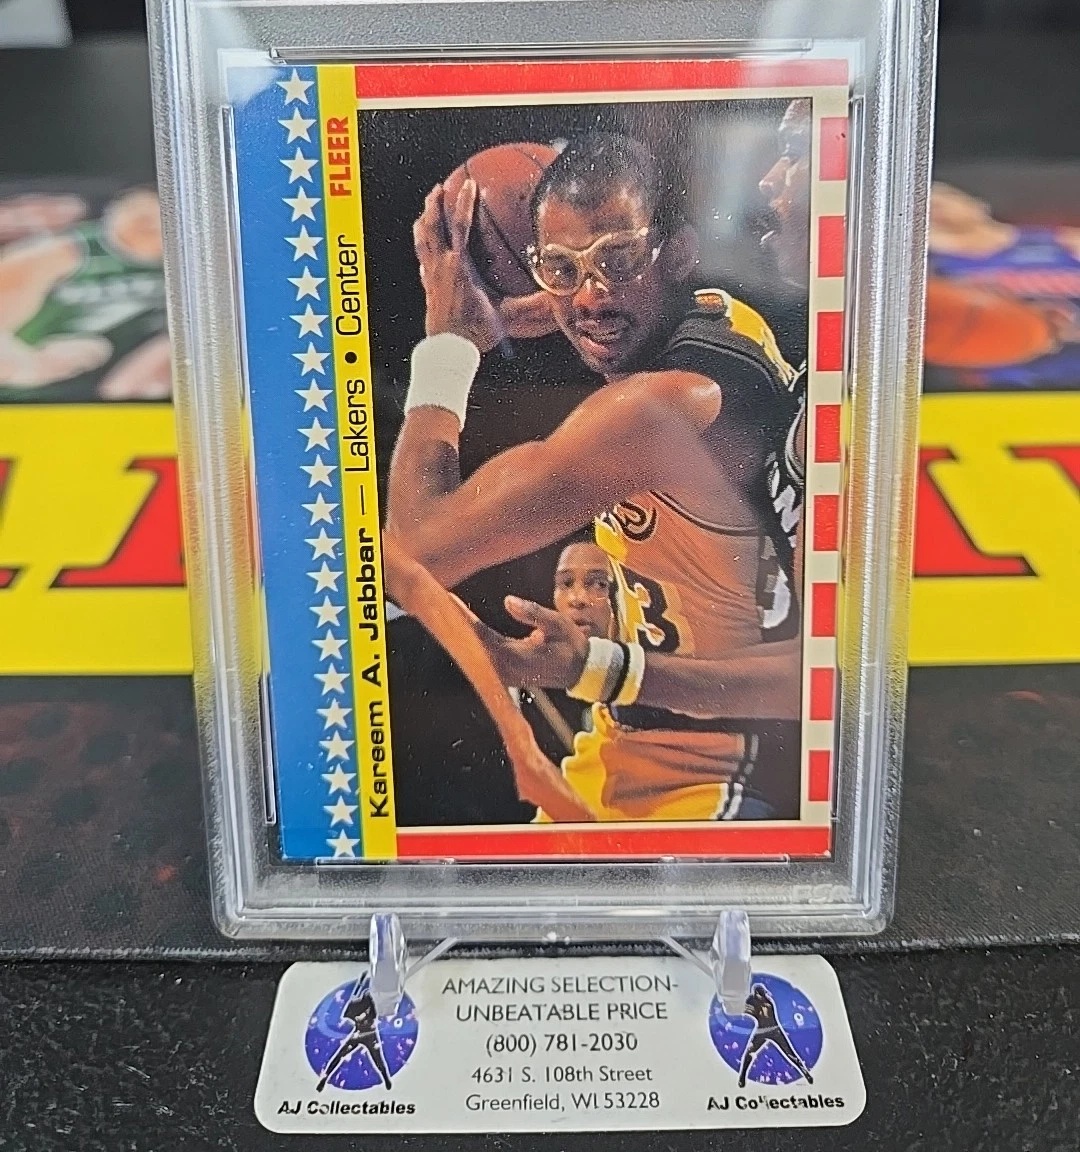 FLEER
Kareem A. Jabbar — Lakers • Center
3
AMAZING SELECTION-
UNBEATABLE PRICE
(800) 781-2030
4631 S. 108th Street
Greenfield, WI 53228
AJ Collectables
AJ Collectables